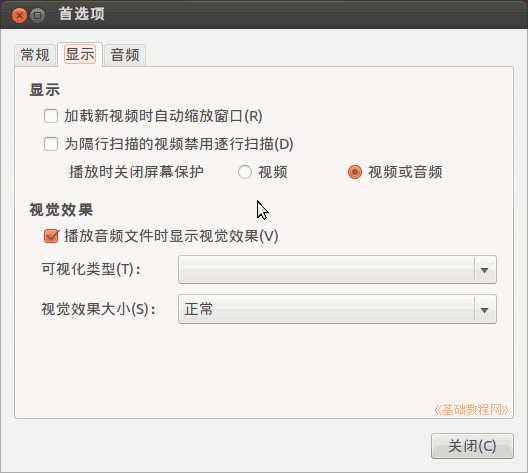 首选项
常规 显示 音频
显示
加载新视频时自动缩放窗口(R)
为隔行扫描的视频禁用逐行扫描(D)
播放时关闭屏幕保护 视频 视频或音频
视觉效果
播放音频文件时显示视觉效果(V)
可视化类型(T)：
视觉效果大小(S)： 正常
《基础教程网》
关闭(C)